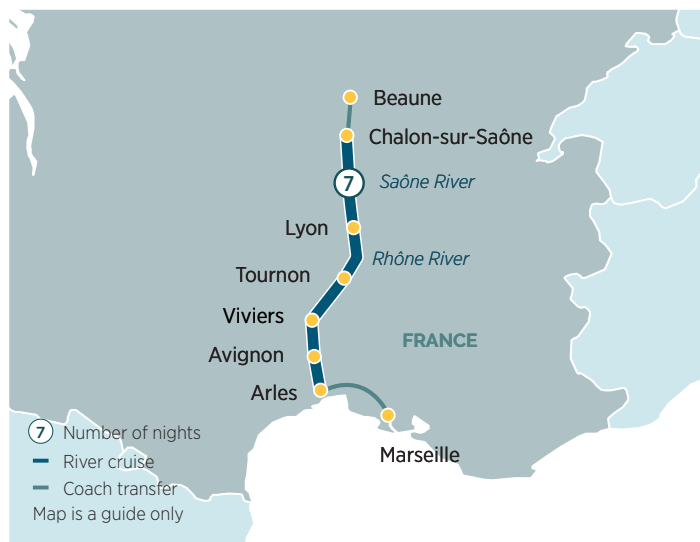 Beaune
Chalon-sur-Saône
7
Saône River
Lyon
Rhône River
Tournon
Viviers
FRANCE
Avignon
Arles
7 Number of nights
Marseille
River cruise
Coach transfer
Map is a guide only